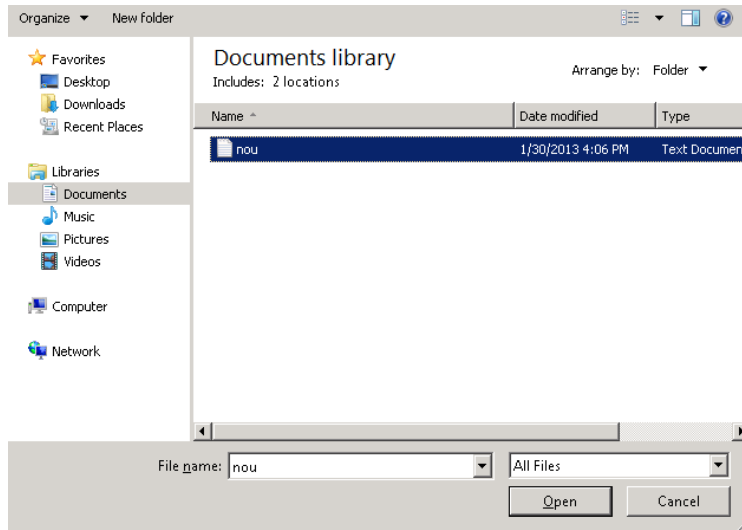 Organize New folder
Favorites
Desktop
Downloads
Recent Places
Libraries
Documents
Music
Pictures
Videos
Computer
Network
Documents library
Includes: 2 locations
Arrange by: Folder
Name Date modified Type
nou 1/30/2013 4:06 PM Text Documen
File name: nou All Files
Open Cancel